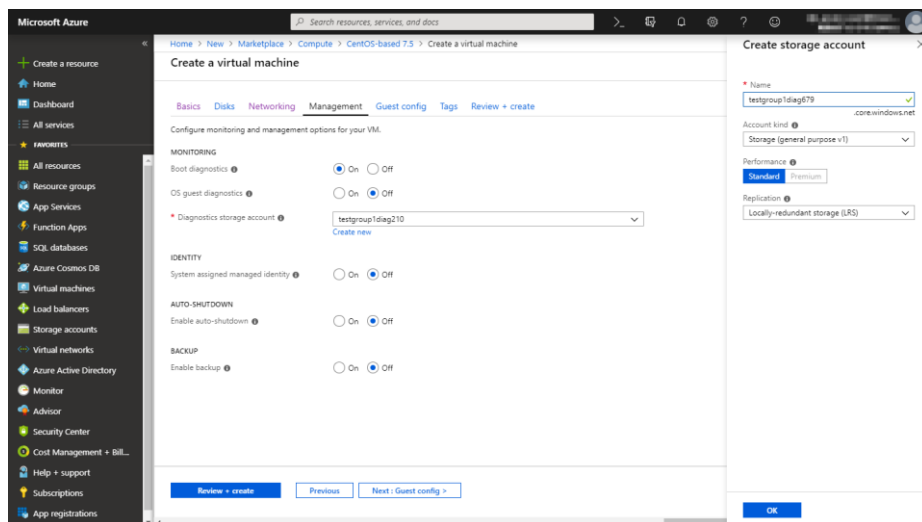 Microsoft Azure
Search resources, services, and docs
Create a resource
Home
Dashboard
All services
FAVORITES
All resources
Resource groups
App Services
Function Apps
SQL databases
Azure Cosmos DB
Virtual machines
Load balancers
Storage accounts
Virtual networks
Azure Active Directory
Monitor
Advisor
Security Center
Cost Management + Bill...
Help + support
Subscriptions
App registrations
Home > New > Marketplace > Compute > CentOS-based 7.5 > Create a virtual machine
Create a virtual machine
Basics Disks Networking Management Guest config Tags Review + create
Configure monitoring and management options for your VM.
MONITORING
Boot diagnostics On Off
OS guest diagnostics On Off
* Diagnostics storage account testgroup1diag210
Create new
IDENTITY
System assigned managed identity On Off
AUTO-SHUTDOWN
Enable auto-shutdown On Off
BACKUP
Enable backup On Off
Review + create Previous Next : Guest config >
Create storage account
* Name
testgroup1diag679
.core.windows.net
Account kind
Storage (general purpose v1)
Performance
Standard Premium
Replication
Locally-redundant storage (LRS)
OK